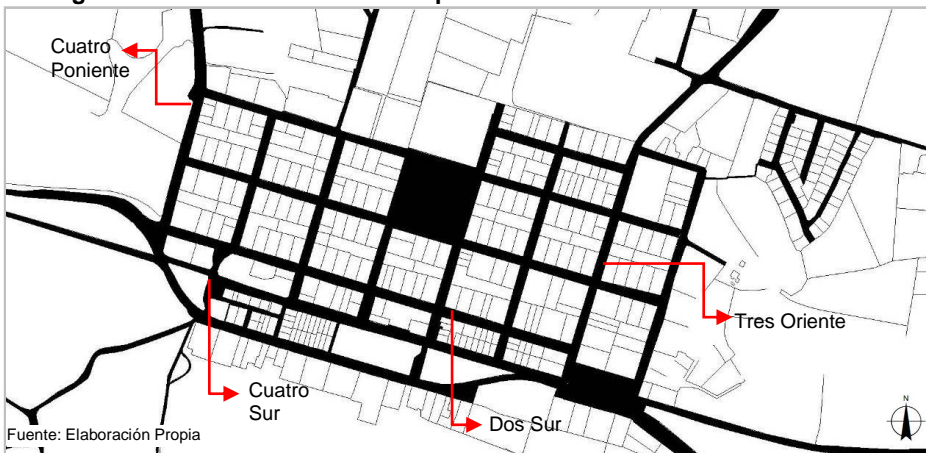 Cuatro
Poniente
Tres Oriente
Cuatro
Sur
Dos Sur
Fuente: Elaboración Propia
N